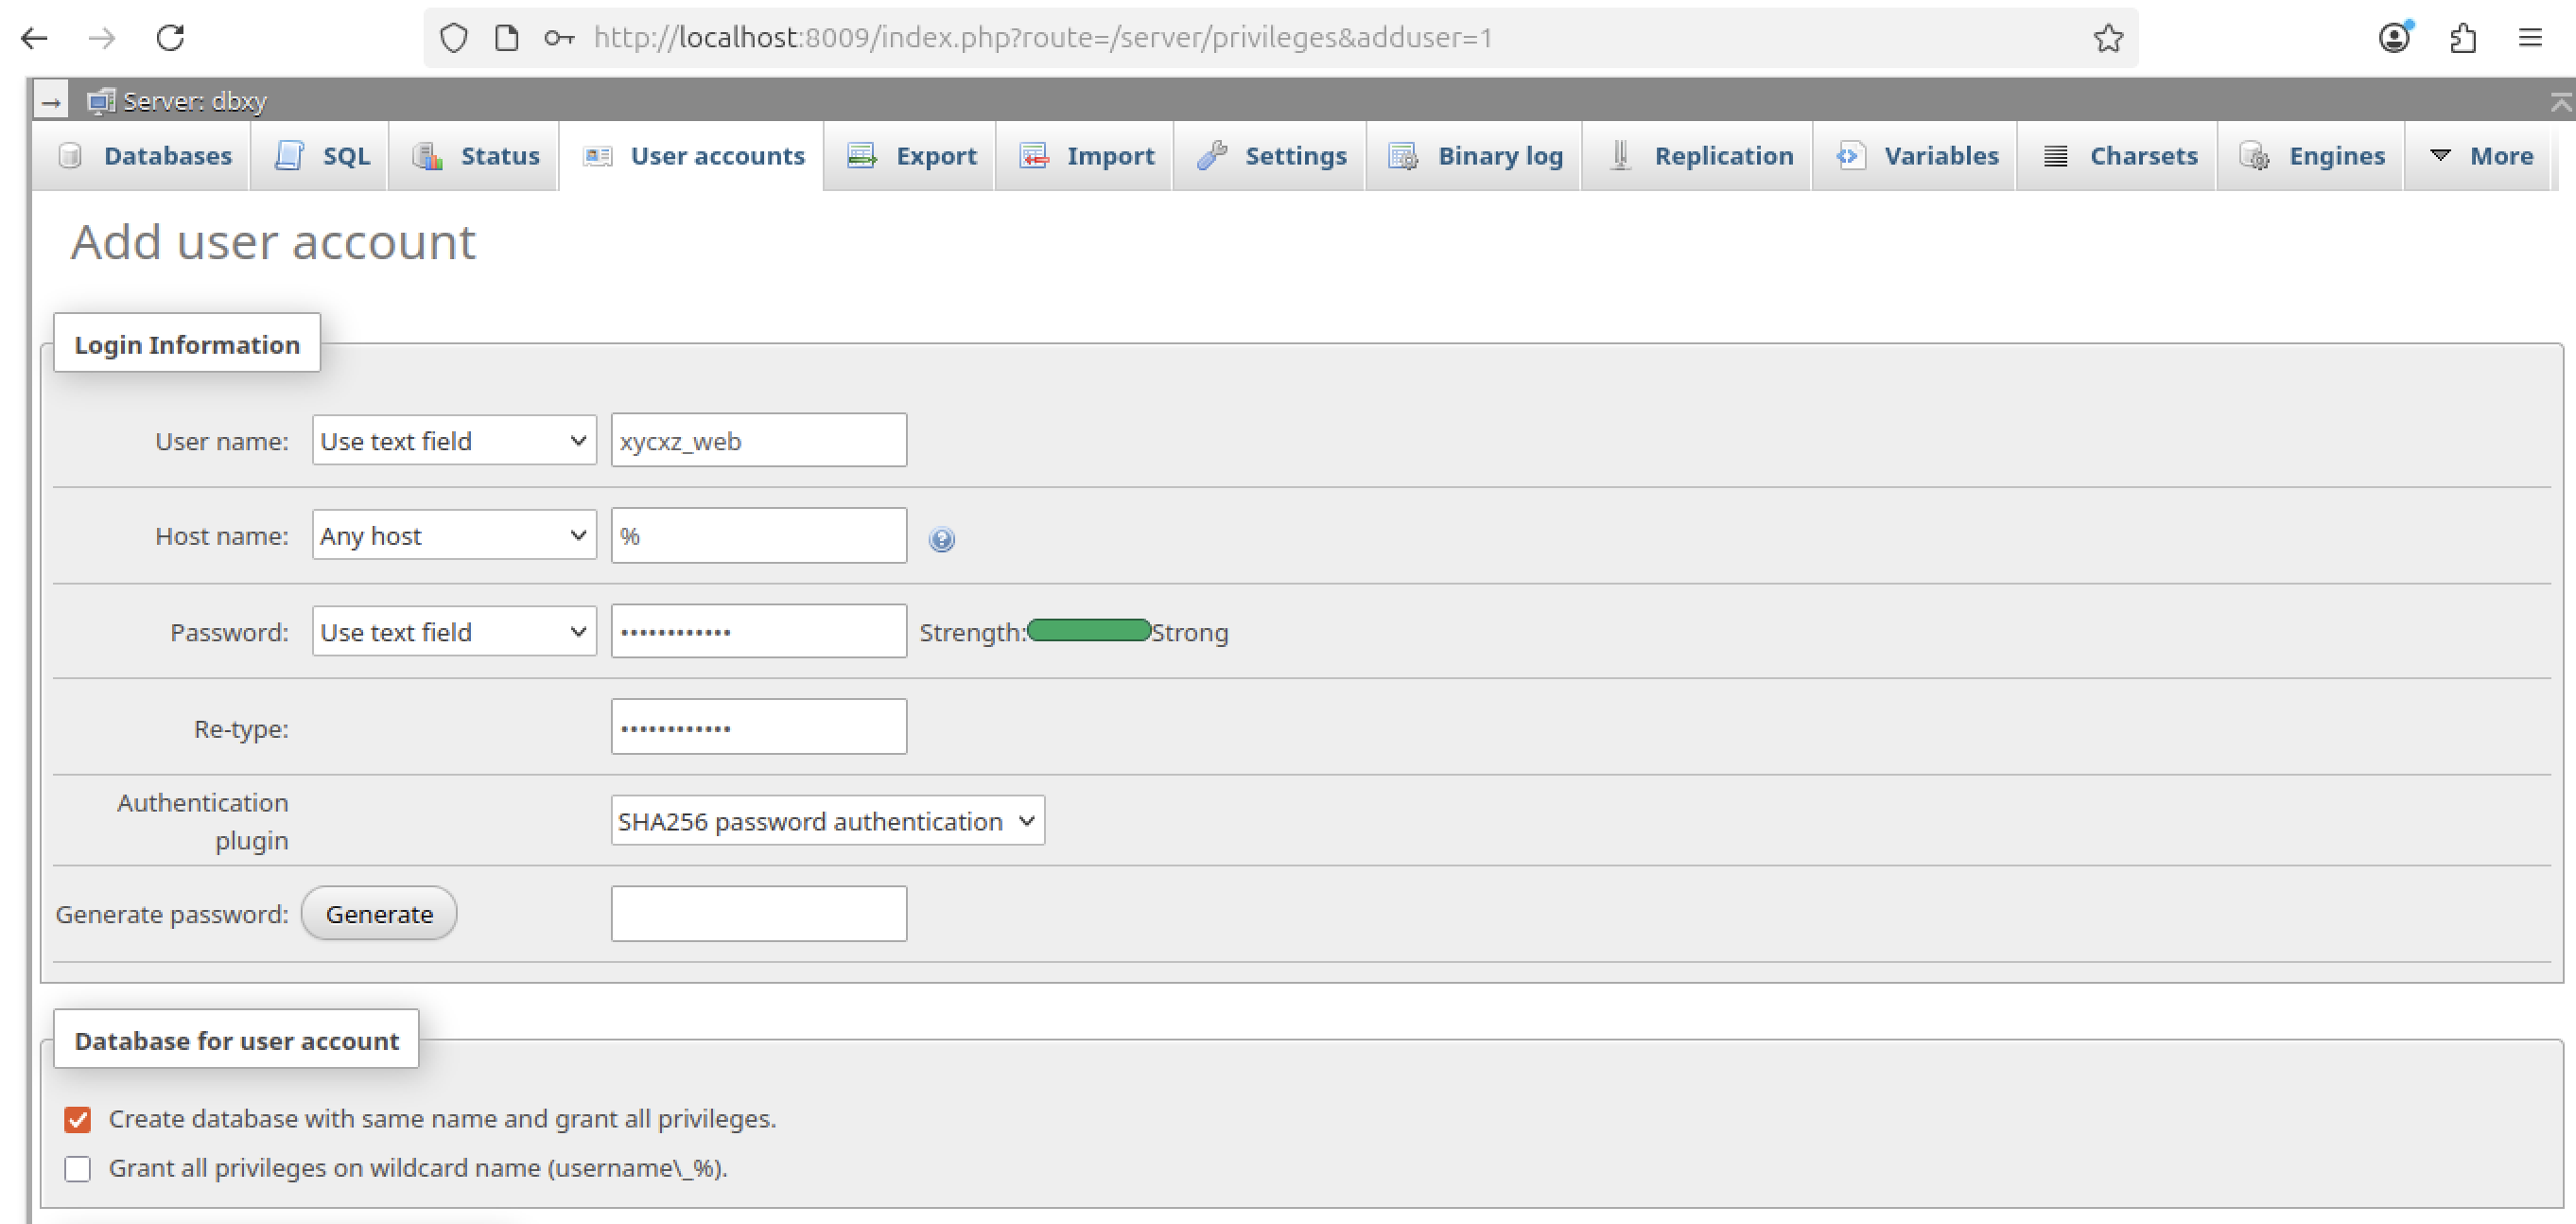 http://localhost:8009/index.php?route=/server/privileges&adduser=1
Server: dbxy
Databases SQL Status User accounts Export Import Settings Binary log Replication Variables Charsets Engines More
Add user account
Login Information
User name: Use text field xycxz_web
Host name: Any host %
Password: Use text field •••••••••••• Strength: Strong
Re-type: ••••••••••••
Authentication
plugin
SHA256 password authentication
Generate password: Generate
Database for user account
Create database with same name and grant all privileges.
Grant all privileges on wildcard name (username\_%).